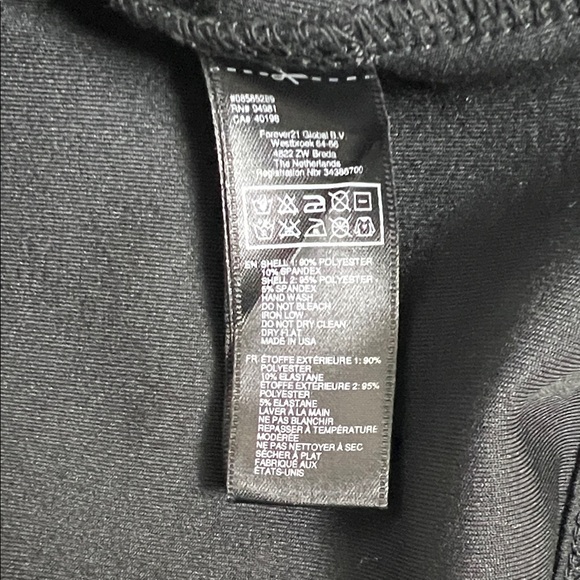 #08565289
RN# 94981
CA# 40198
Forever21 Global B.V.
Westbroek 64-66
4822 ZW Breda
The Netherlands
Registration Nbr 34386700
EN SHELL 1: 90% POLYESTER
10% SPANDEX
SHELL 2: 95% POLYESTER
5% SPANDEX
HAND WASH
DO NOT BLEACH
IRON LOW
DO NOT DRY CLEAN
DRY FLAT
MADE IN USA
FR ÉTOFFE EXTÉRIEURE 1: 90%
POLYESTER
10% ELASTANE
ÉTOFFE EXTÉRIEURE 2: 95%
POLYESTER
5% ELASTANE
LAVER À LA MAIN
NE PAS BLANCHIR
REPASSER À TEMPÉRATURE
MODÉRÉE
NE PAS NETTOYER À SEC
SÉCHER À PLAT
FABRIQUÉ AUX
ÉTATS-UNIS